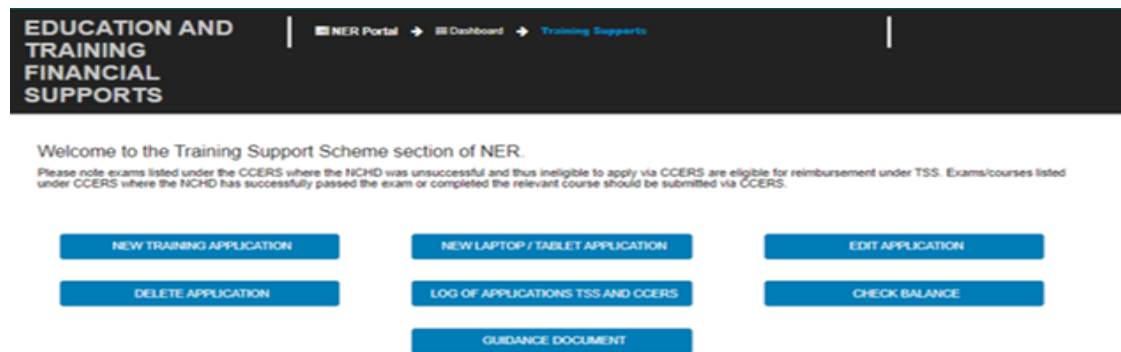 EDUCATION AND
TRAINING
FINANCIAL
SUPPORTS
NER Portal → Dashboard → Training Supports
Welcome to the Training Support Scheme section of NER.
Please note exams listed under the CCERS where the NCHD was unsuccessful and thus ineligible to apply via CCERS are eligible for reimbursement under TSS. Exams/courses listed
under CCERS where the NCHD has successfully passed the exam or completed the relevant course should be submitted via CCERS.
NEW TRAINING APPLICATION
NEW LAPTOP / TABLET APPLICATION
EDIT APPLICATION
DELETE APPLICATION
LOG OF APPLICATIONS TSS AND CCERS
CHECK BALANCE
GUIDANCE DOCUMENT